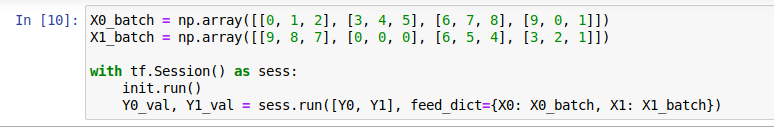 In [10]: X0_batch = np.array([[0, 1, 2], [3, 4, 5], [6, 7, 8], [9, 0, 1]])
X1_batch = np.array([[9, 8, 7], [0, 0, 0], [6, 5, 4], [3, 2, 1]])

with tf.Session() as sess:
    init.run()
    Y0_val, Y1_val = sess.run([Y0, Y1], feed_dict={X0: X0_batch, X1: X1_batch})